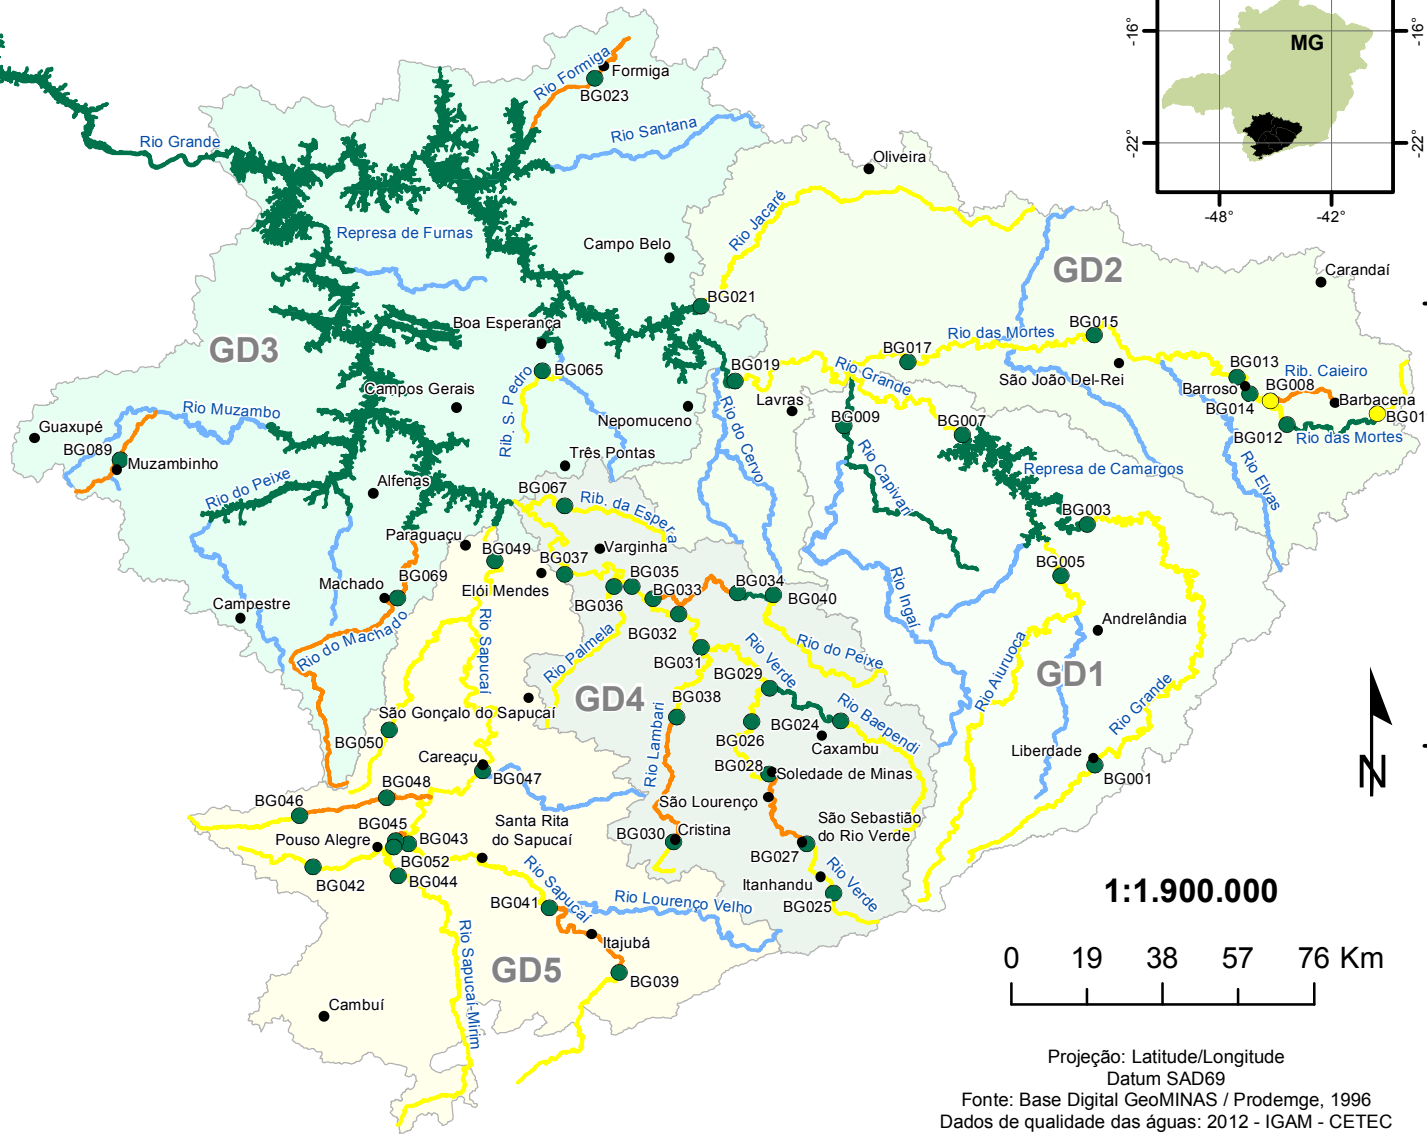 -16°
MG
-16°
-22°
-22°
-48°
-42°
Rio Formiga
Formiga
BG023
Rio Grande
Rio Santana
Oliveira
Rio Jacaré
Represa de Furnas
Campo Belo
GD2
Carandaí
BG021
Boa Esperança
GD3
BG015
Rio das Mortes
BG017
BG019
Rio Grande
São João Del-Rei
BG013
Rib. Caieiro
Barroso
BG008
Barbacena
BG014
BG01
BG012
Rio das Mortes
BG065
Rib. S. Pedro
Campos Gerais
Lavras
Nepomuceno
Rio do Cervo
BG009
BG007
Rio Muzambo
Guaxupé
BG089
Muzambinho
Rio do Peixe
Alfenas
Três Pontas
Rio Capivari
Represa de Camargos
Rio Elvas
BG067
Rib. da Espera
BG003
Paraguaçu
BG049
BG037
Varginha
BG005
Machado
BG069
Elói Mendes
BG035
BG033
BG034
BG036
BG040
Campestre
BG032
Rio Ingaí
Andrelândia
Rio do Machado
Rio Sapucaí
Rio Palmela
BG031
Rio Verde
Rio do Peixe
Rio Aiuruoca
GD1
BG029
GD4
BG038
Rio Baependi
Rio Grande
São Gonçalo do Sapucaí
BG024
BG050
BG026
Caxambu
Rio Lambari
Liberdade
Careaçu
BG047
BG028
Soledade de Minas
BG001
N
BG048
BG046
São Lourenço
BG045
Santa Rita
do Sapucaí
São Sebastião
do Rio Verde
Pouso Alegre
BG043
BG030
Cristina
BG052
BG027
BG042
BG044
Rio Sapucaí
Itanhandu
Rio Verde
BG025
1:1.900.000
BG041
Rio Lourenço Velho
Itajubá
Rio Sapucaí-Mirim
GD5
BG039
0 19 38 57 76 Km
Cambuí
Projeção: Latitude/Longitude
Datum SAD69
Fonte: Base Digital GeoMINAS / Prodemge, 1996
Dados de qualidade das águas: 2012 - IGAM - CETEC